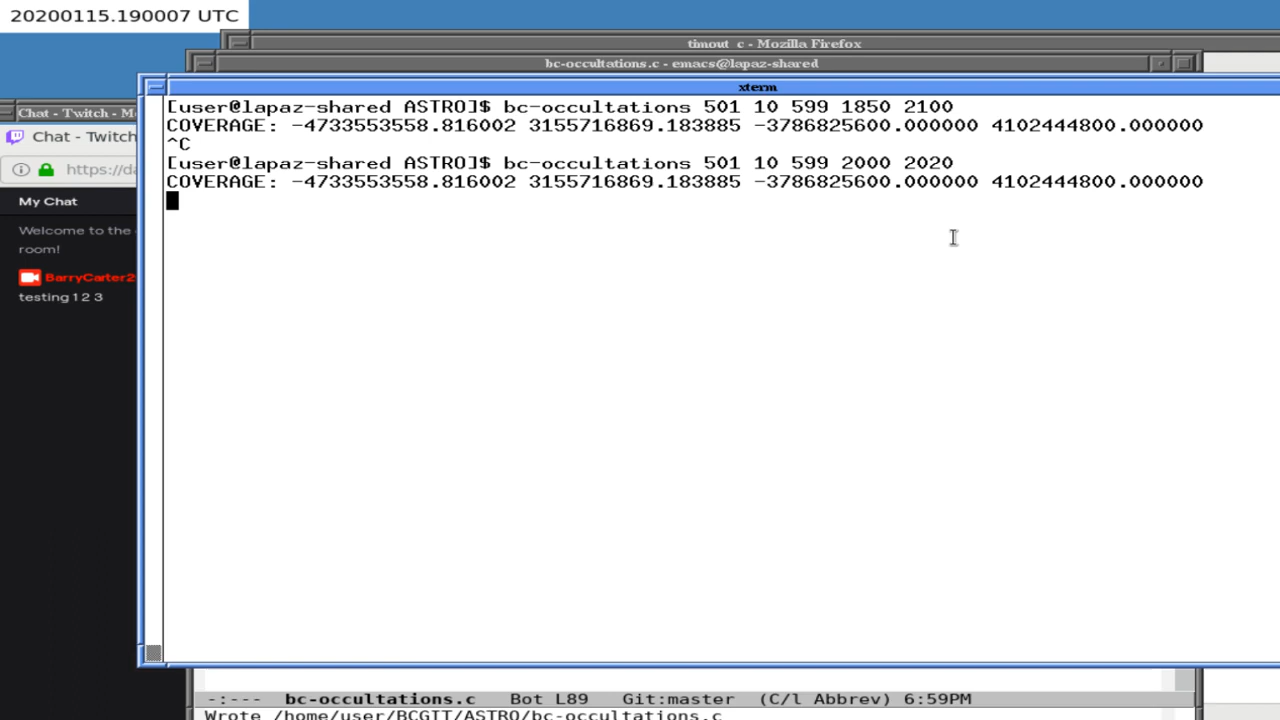 20200115.190007 UTC
timout c - Mozilla Firefox
bc-occultations.c - emacs@lapaz-shared
xterm
Chat - Twitch - Mo
Chat - Twitch
https://da
My Chat
Welcome to the
room!
BarryCarter2
testing 1 2 3
[user@lapaz-shared ASTRO]$ bc-occultations 501 10 599 1850 2100
COVERAGE: -4733553558.816002 3155716869.183885 -3786825600.000000 4102444800.000000
^C
[user@lapaz-shared ASTRO]$ bc-occultations 501 10 599 2000 2020
COVERAGE: -4733553558.816002 3155716869.183885 -3786825600.000000 4102444800.000000
-:--- bc-occultations.c Bot L89 Git:master (C/l Abbrev) 6:59PM
Wrote /home/user/BCGIT/ASTRO/bc-occultations.c